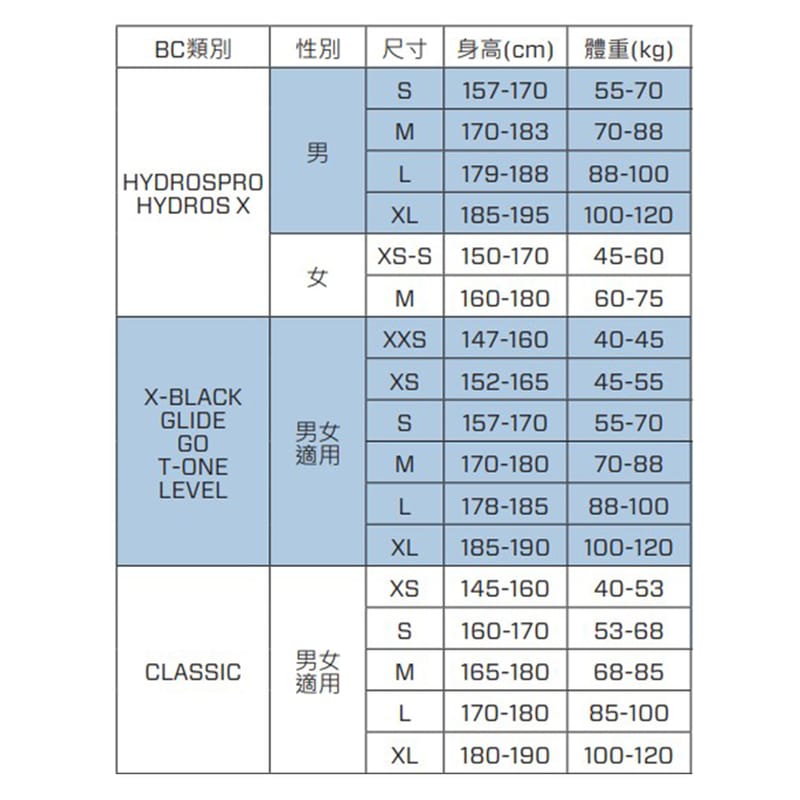 BC類別 性別 尺寸 身高(cm) 體重(kg)
HYDROSPRO
HYDROS X
男
S 157-170 55-70
M 170-183 70-88
L 179-188 88-100
XL 185-195 100-120
女
XS-S 150-170 45-60
M 160-180 60-75
X-BLACK
GLIDE
GO
T-ONE
LEVEL
男女
適用
XXS 147-160 40-45
XS 152-165 45-55
S 157-170 55-70
M 170-180 70-88
L 178-185 88-100
XL 185-190 100-120
CLASSIC
男女
適用
XS 145-160 40-53
S 160-170 53-68
M 165-180 68-85
L 170-180 85-100
XL 180-190 100-120